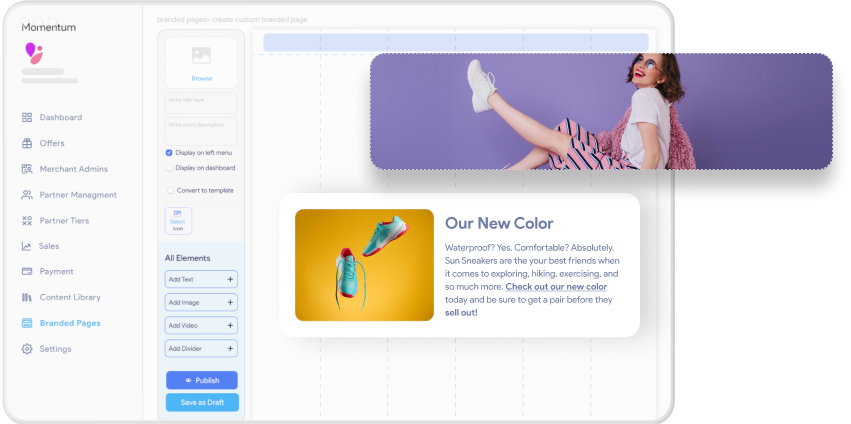 Momentum
Dashboard
Offers
Merchant Admins
Partner Managment
Partner Tiers
Sales
Payment
Content Library
Branded Pages
Settings
branded pages> create custom branded page
Browse
Write title here...
Write short description
Display on left menu
Display on dashboard
Convert to template
Select
icon
All Elements
Add Text +
Add Image +
Add Video +
Add Divider +
Publish
Save as Draft
Our New Color
Waterproof? Yes. Comfortable? Absolutely.
Sun Sneakers are the your best friends when
it comes to exploring, hiking, exercising, and
so much more. Check out our new color
today and be sure to get a pair before they
sell out!